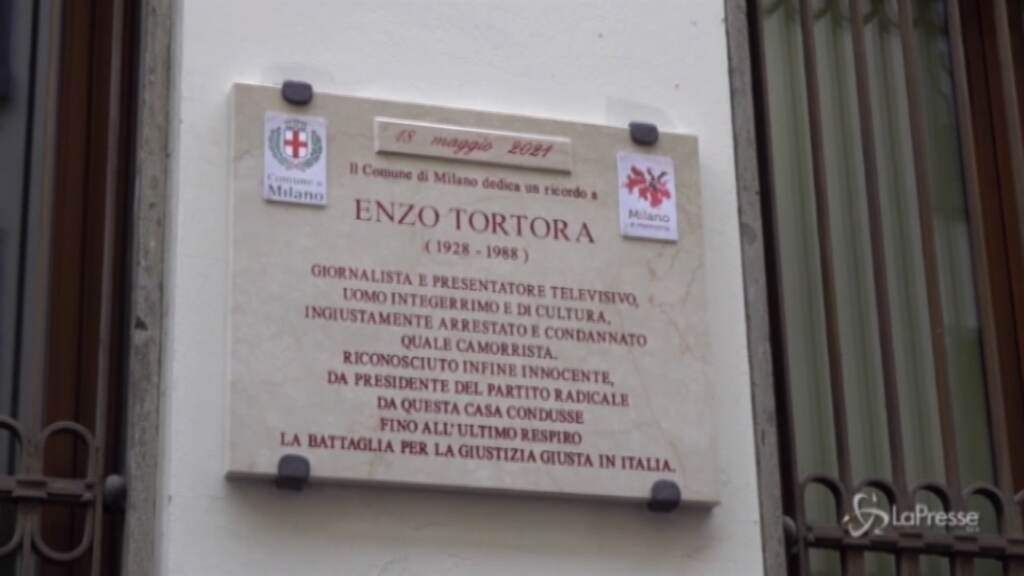 18 maggio 2021
Comune di
Milano
Il Comune di Milano dedica un ricordo a
Milano
è memoria
ENZO TORTORA
( 1928 - 1988 )
GIORNALISTA E PRESENTATORE TELEVISIVO,
UOMO INTEGERRIMO E DI CULTURA,
INGIUSTAMENTE ARRESTATO E CONDANNATO
QUALE CAMORRISTA.
RICONOSCIUTO INFINE INNOCENTE,
DA PRESIDENTE DEL PARTITO RADICALE
DA QUESTA CASA CONDUSSE
FINO ALL'ULTIMO RESPIRO
LA BATTAGLIA PER LA GIUSTIZIA GIUSTA IN ITALIA.
LaPresse